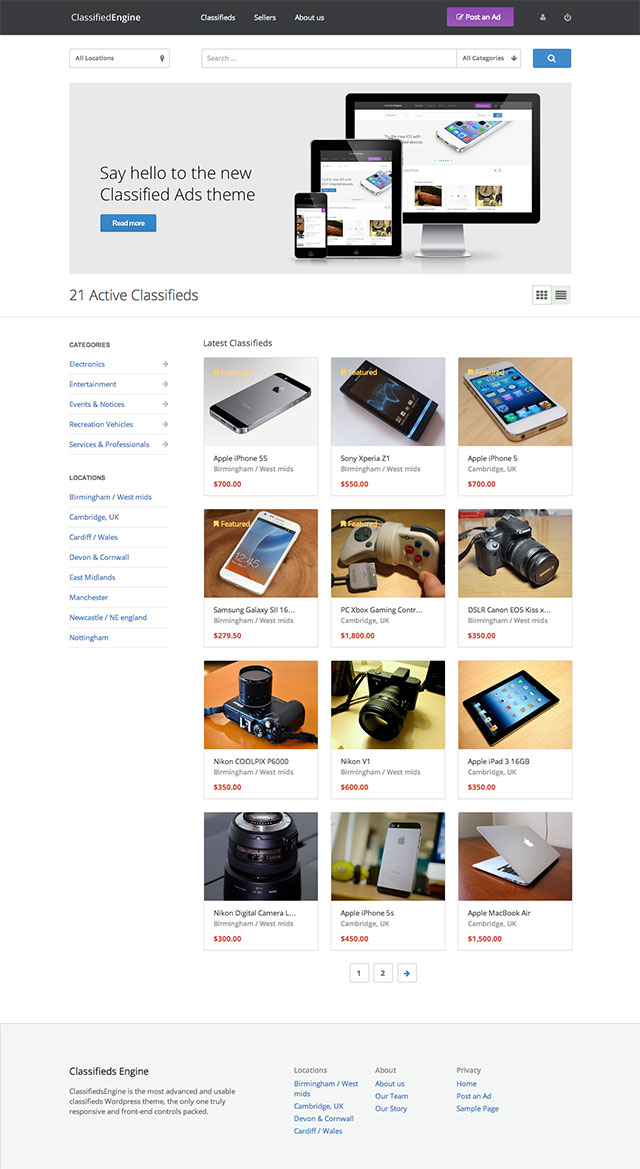 ClassifiedEngine
Classifieds Sellers About us
Post an Ad
All Locations
Search ...
All Categories
Say hello to the new
Classified Ads theme
Read more
21 Active Classifieds
CATEGORIES
Electronics
Entertainment
Events & Notices
Recreation Vehicles
Services & Professionals
LOCATIONS
Birmingham / West mids
Cambridge, UK
Cardiff / Wales
Devon & Cornwall
East Midlands
Manchester
Newcastle / NE england
Nottingham
Latest Classifieds
Featured
Apple iPhone 5S
Birmingham / West mids
$700.00
Featured
Sony Xperia Z1
Birmingham / West mids
$550.00
Featured
Apple iPhone 5
Cambridge, UK
$700.00
Featured
12:45
Samsung Galaxy SII 16...
Birmingham / West mids
$279.50
Featured
PC Xbox Gaming Contr...
Cambridge, UK
$1,800.00
DSLR Canon EOS Kiss x...
Birmingham / West mids
$350.00
Nikon COOLPIX P6000
Birmingham / West mids
$350.00
Nikon V1
Birmingham / West mids
$600.00
Apple iPad 3 16GB
Cambridge, UK
$350.00
Nikon Digital Camera L...
Birmingham / West mids
$300.00
Apple iPhone 5s
Cambridge, UK
$450.00
Apple MacBook Air
Cambridge, UK
$1,500.00
1 2
Classifieds Engine
ClassifiedsEngine is the most advanced and usable
classifieds Wordpress theme, the only one truly
responsive and front-end controls packed.
Locations
Birmingham / West
mids
Cambridge, UK
Devon & Cornwall
Cardiff / Wales
About
About us
Our Team
Our Story
Privacy
Home
Post an Ad
Sample Page